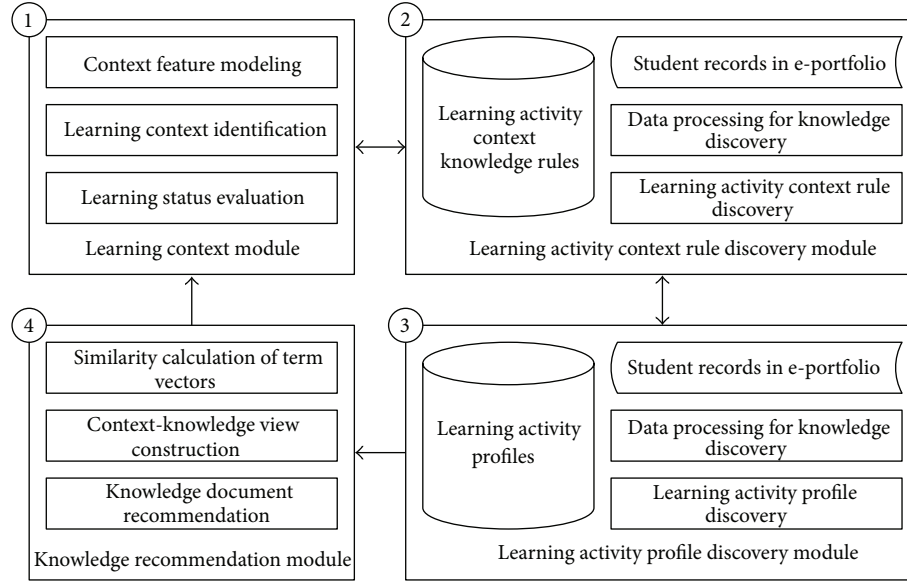 1
Context feature modeling
Learning context identification
Learning status evaluation
Learning context module
2
Learning activity
context
knowledge rules
Student records in e-portfolio
Data processing for knowledge
discovery
Learning activity context rule
discovery
Learning activity context rule discovery module
4
Similarity calculation of term
vectors
Context-knowledge view
construction
Knowledge document
recommendation
Knowledge recommendation module
3
Learning activity
profiles
Student records in e-portfolio
Data processing for knowledge
discovery
Learning activity profile
discovery
Learning activity profile discovery module